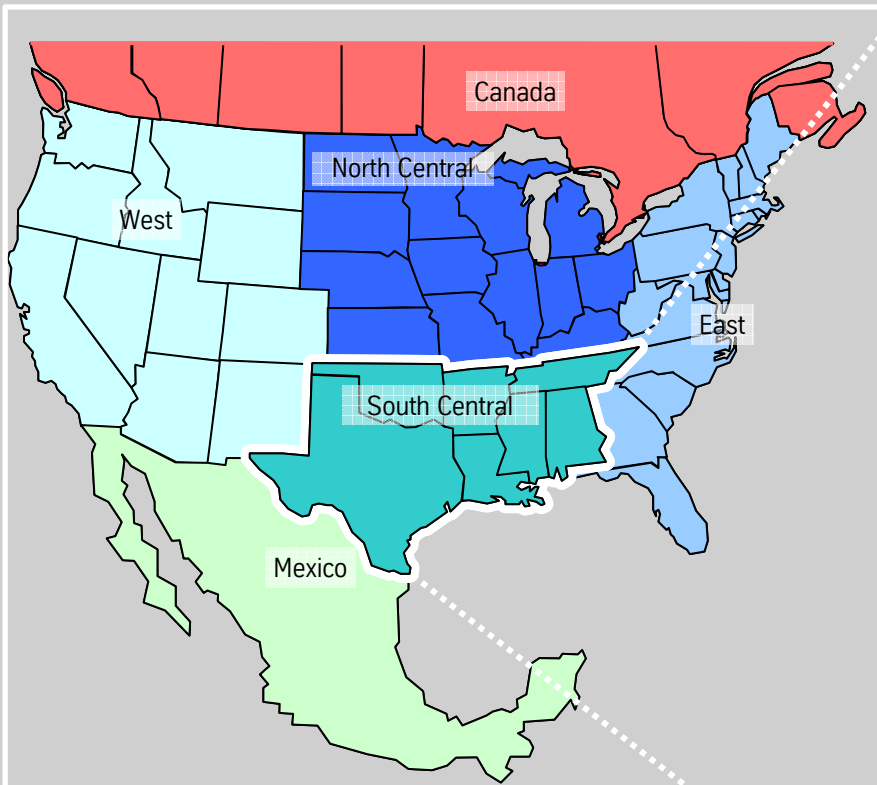 Canada
North Central
West
East
South Central
Mexico